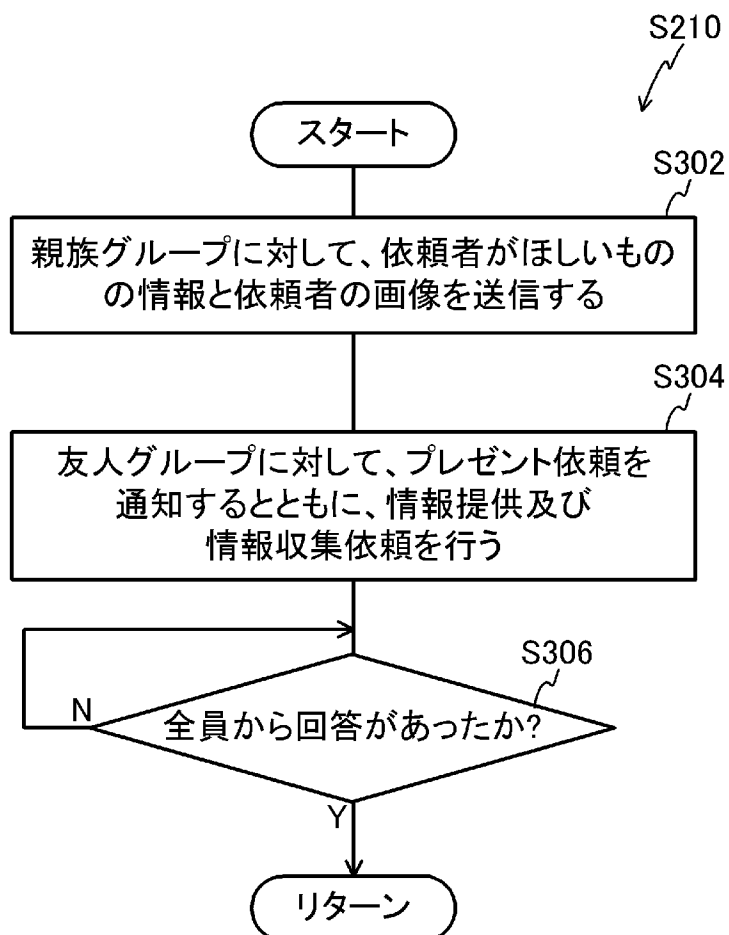 S210
スタート
S302
親族グループに対して、依頼者がほしいもの
の情報と依頼者の画像を送信する
S304
友人グループに対して、プレゼント依頼を
通知するとともに、情報提供及び
情報収集依頼を行う
S306
N
全員から回答があったか?
Y
リターン